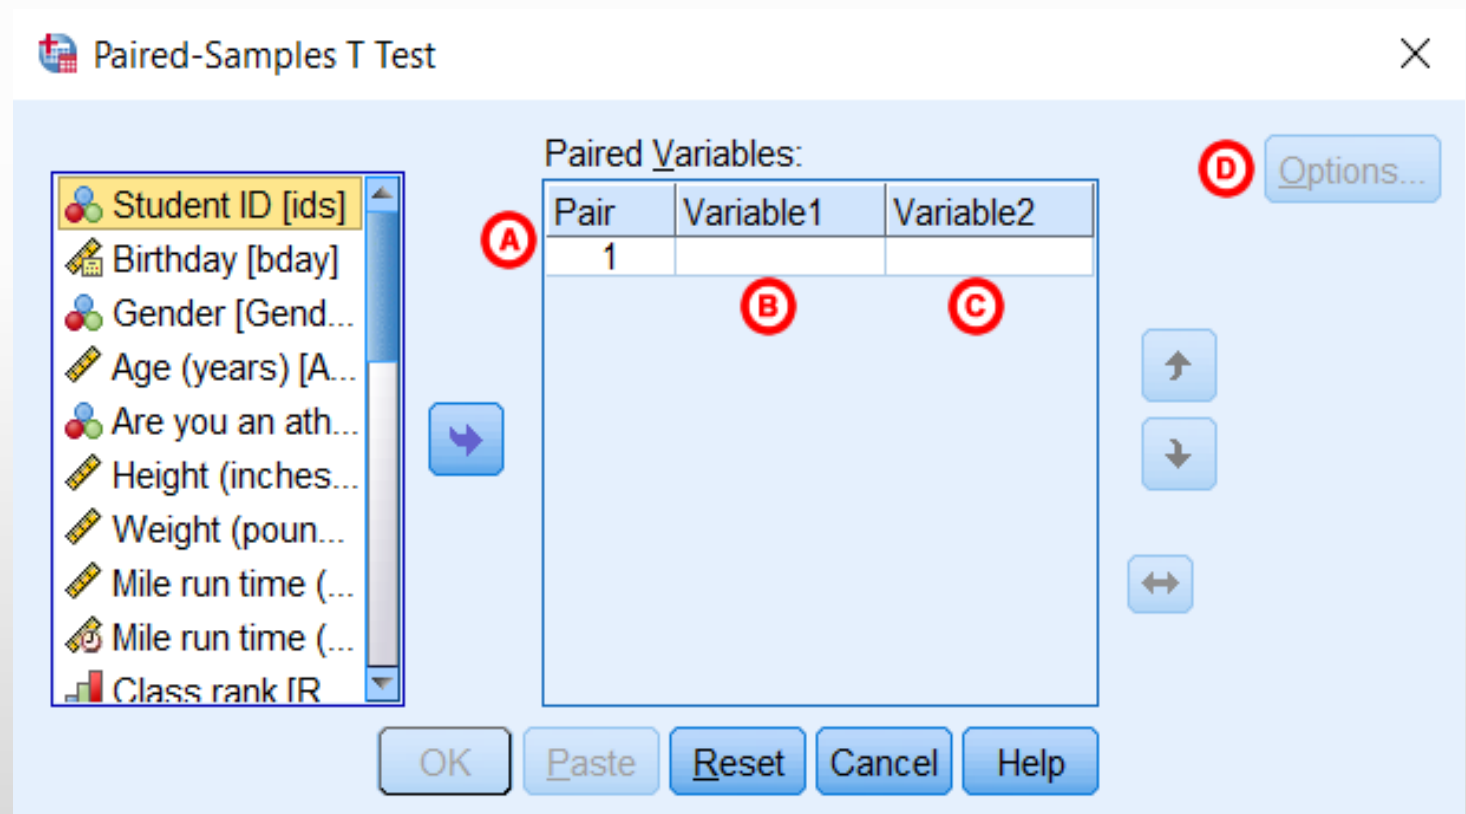 Paired-Samples T Test
Paired Variables:
D
Options...
Student ID [ids]
Birthday [bday]
Gender [Gend...
Age (years) [A...
Are you an ath...
Height (inches...
Weight (poun...
Mile run time (...
Mile run time (...
Class rank [R
A
Pair Variable1 Variable2
1
B
C
OK Paste Reset Cancel Help